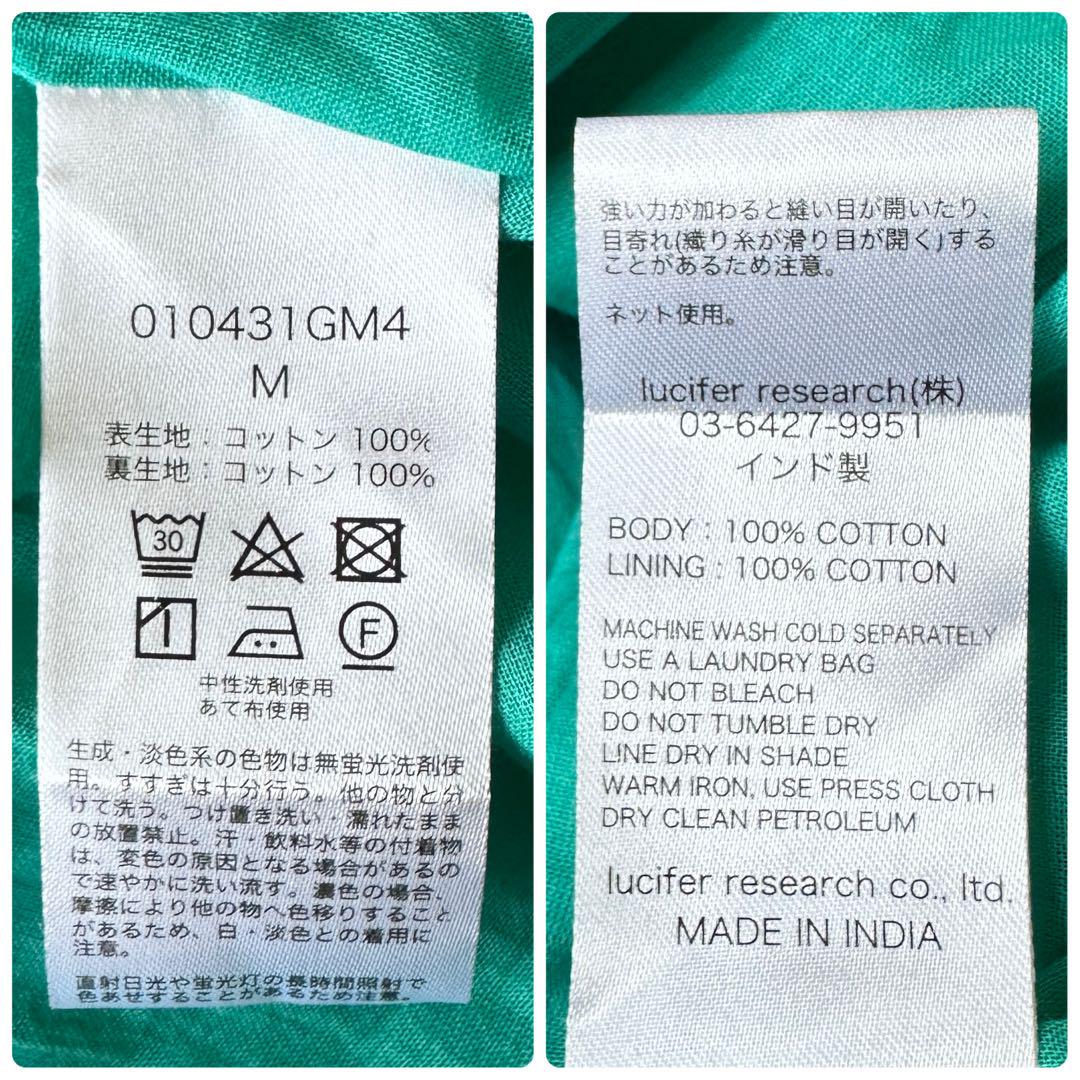 010431GM4
M
表生地：コットン 100%
裏生地：コットン 100%
30
F
中性洗剤使用
あて布使用
生成・淡色系の色物は無蛍光洗剤使
用。すすぎは十分行う。他の物と分
けて洗う。つけ置き洗い・濡れたまま
の放置禁止。汗・飲料水等の付着物
は、変色の原因となる場合があるの
で速やかに洗い流す。濃色の場合、
摩擦により他の物へ色移りすること
があるため、白・淡色との着用に
注意。
直射日光や蛍光灯の長時間照射で
色あせすることがあるため注意。
強い力が加わると縫い目が開いたり、
目寄れ(織り糸が滑り目が開く)する
ことがあるため注意。
ネット使用。
lucifer research(株)
03-6427-9951
インド製
BODY : 100% COTTON
LINING : 100% COTTON
MACHINE WASH COLD SEPARATELY
USE A LAUNDRY BAG
DO NOT BLEACH
DO NOT TUMBLE DRY
LINE DRY IN SHADE
WARM IRON, USE PRESS CLOTH
DRY CLEAN PETROLEUM
lucifer research co., ltd.
MADE IN INDIA